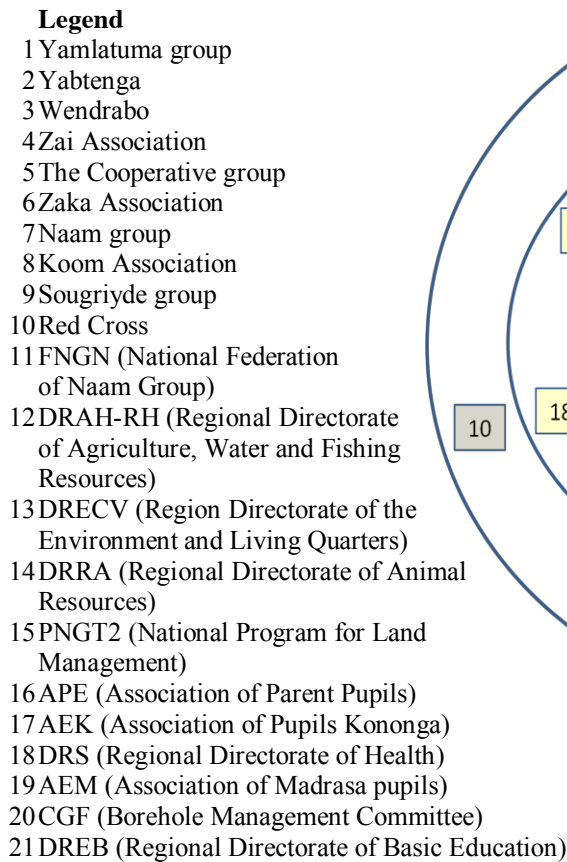 Legend
1 Yamlatuma group
2 Yabtenga
3 Wendrabo
4 Zai Association
5 The Cooperative group
6 Zaka Association
7 Naam group
8 Koom Association
9 Sougriyde group
10 Red Cross
11 FNGN (National Federation
of Naam Group)
12 DRAH-RH (Regional Directorate
of Agriculture, Water and Fishing
Resources)
13 DRECV (Region Directorate of the
Environment and Living Quarters)
14 DRRA (Regional Directorate of Animal
Resources)
15 PNGT2 (National Program for Land
Management)
16 APE (Association of Parent Pupils)
17 AEK (Association of Pupils Kononga)
18 DRS (Regional Directorate of Health)
19 AEM (Association of Madrasa pupils)
20 CGF (Borehole Management Committee)
21 DREB (Regional Directorate of Basic Education)
18
10